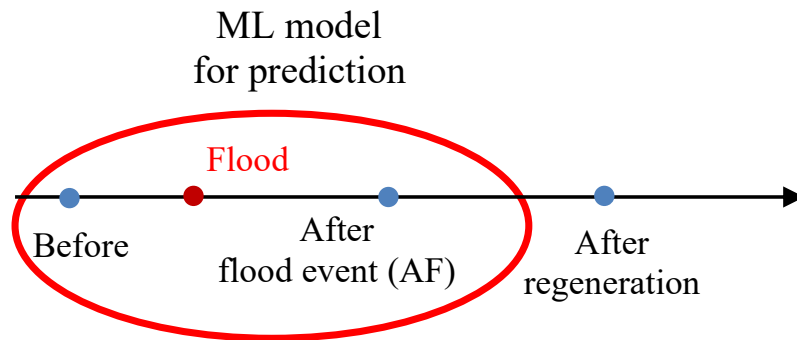 ML model
for prediction
Flood
Before
After
flood event (AF)
After
regeneration